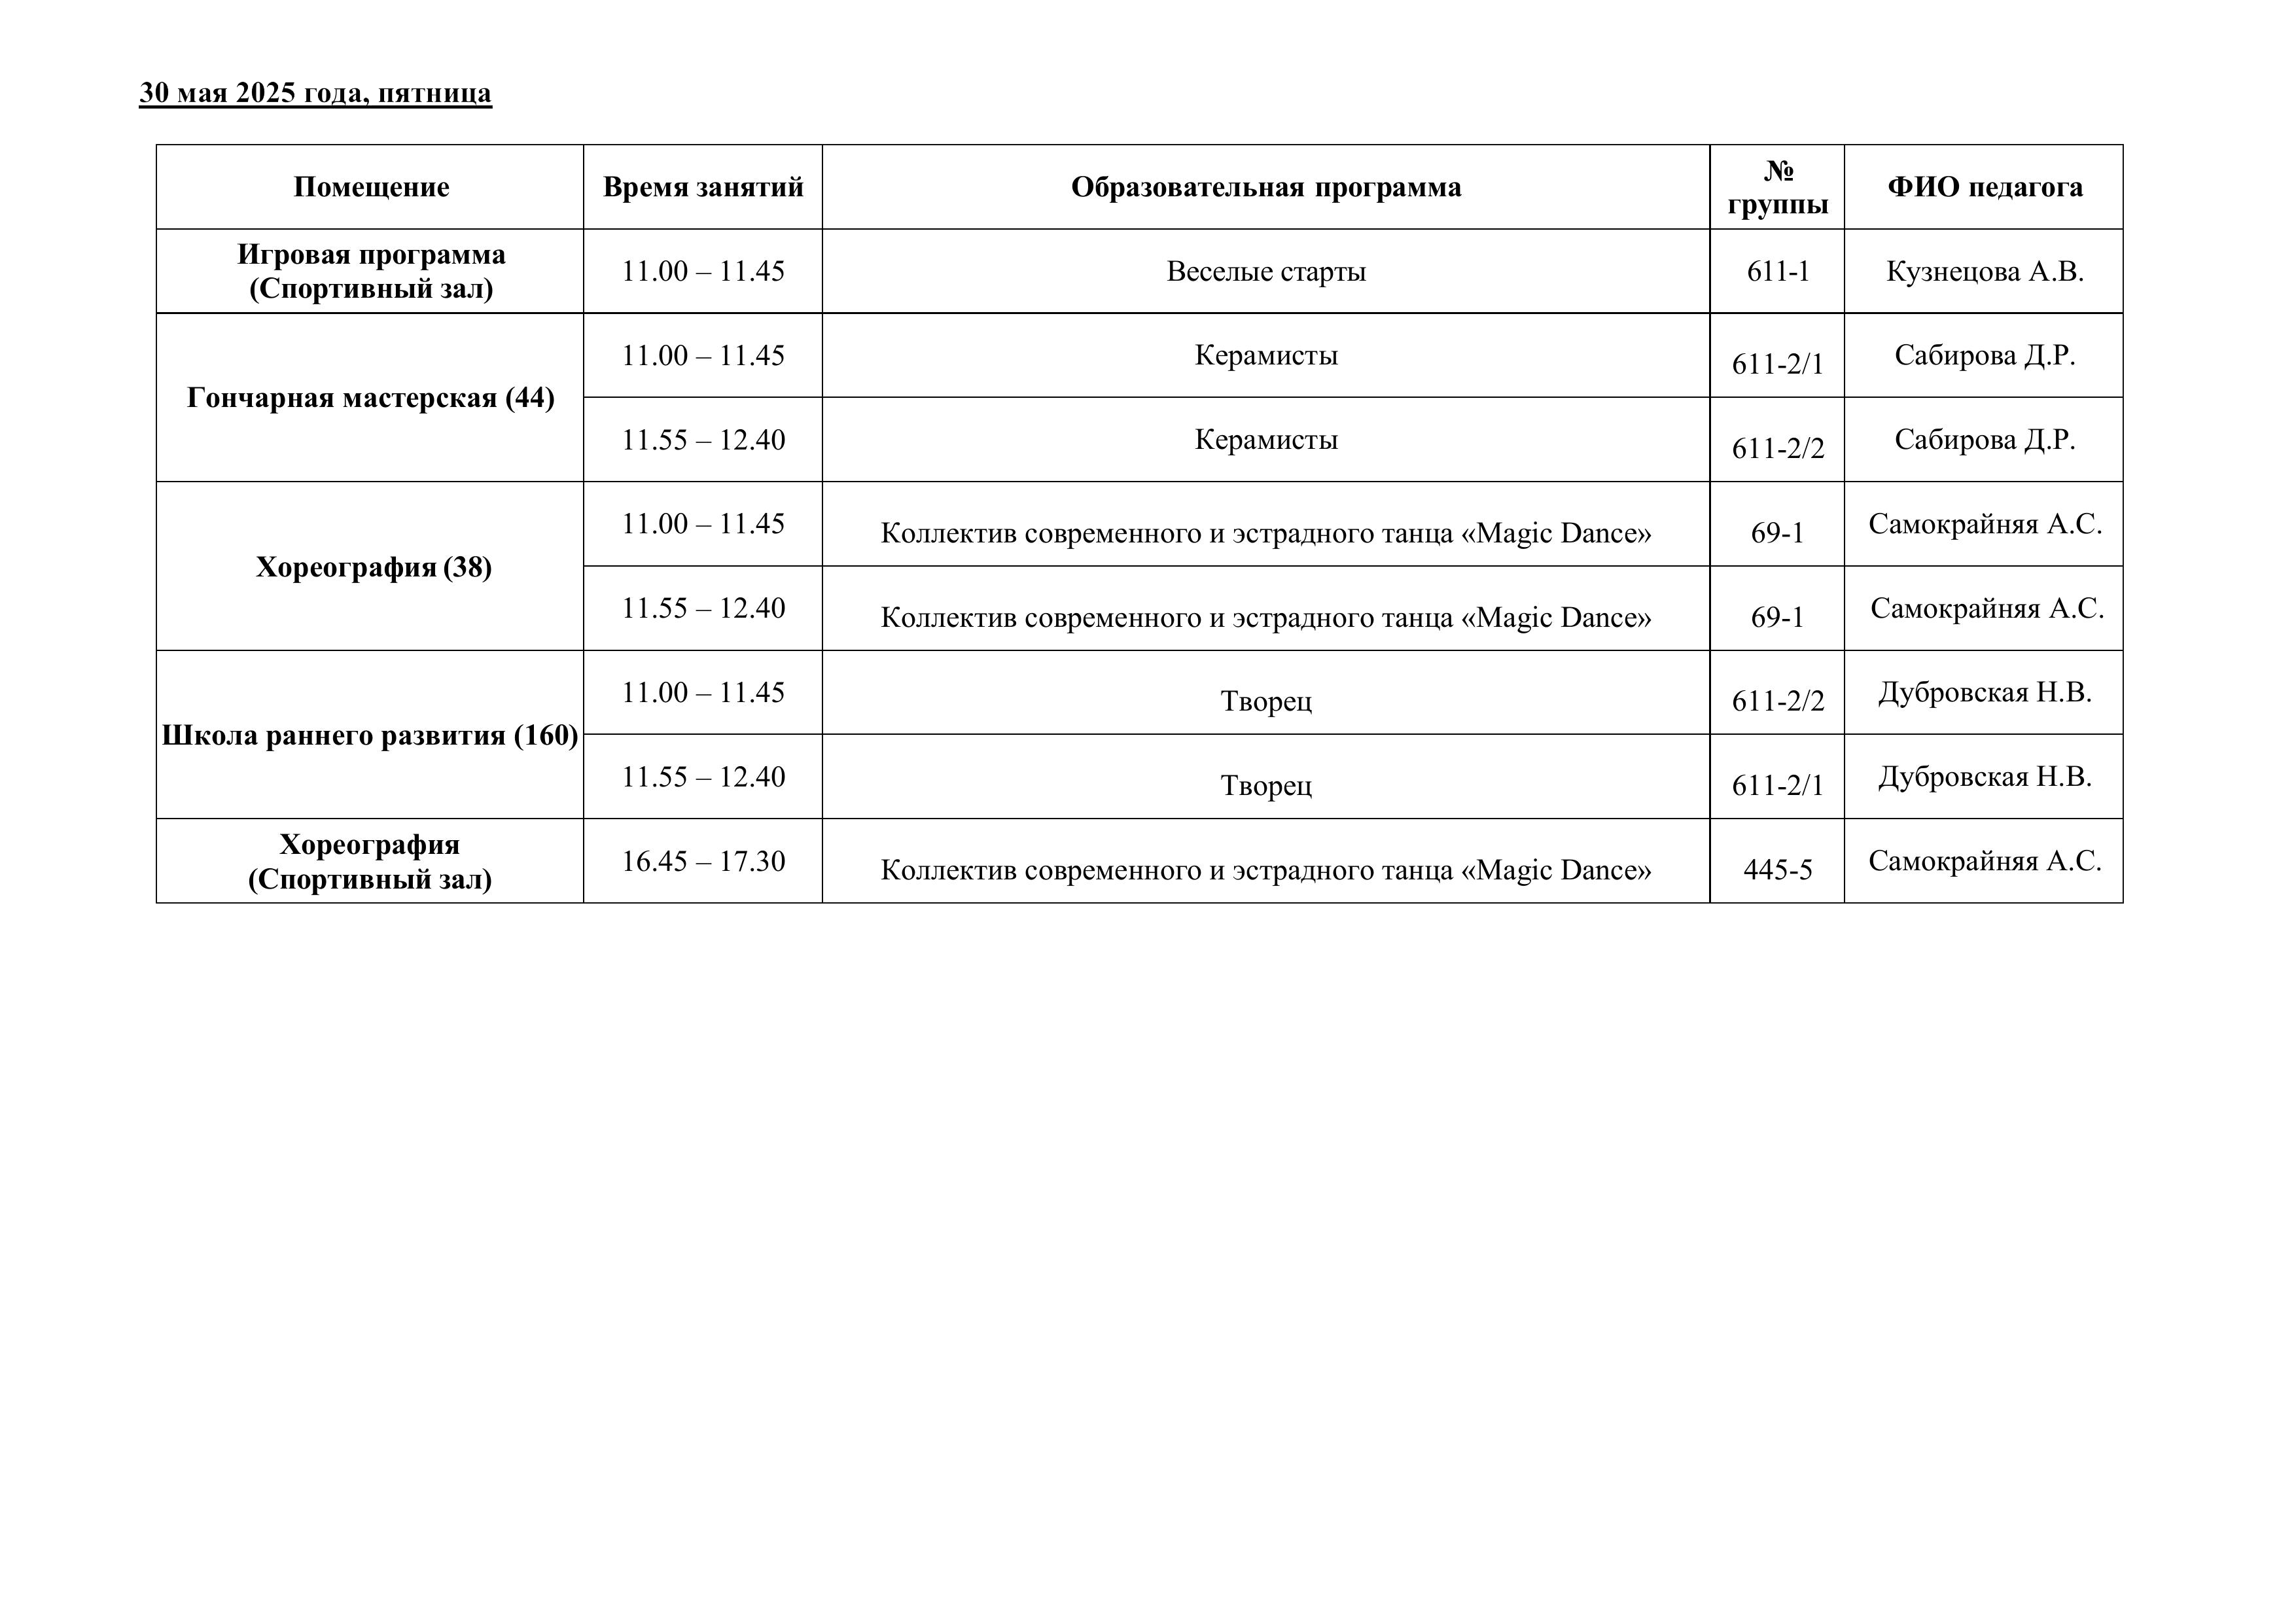 30 мая 2025 года, пятница
Помещение
Время занятий
Образовательная программа
№
группы
ФИО педагога
Игровая программа
(Спортивный зал)
11.00 – 11.45
Веселые старты
611-1
Кузнецова А.В.
Гончарная мастерская (44)
11.00 – 11.45
Керамисты
611-2/1
Сабирова Д.Р.
11.55 – 12.40
Керамисты
611-2/2
Сабирова Д.Р.
Хореография (38)
11.00 – 11.45
Коллектив современного и эстрадного танца «Magic Dance»
69-1
Самокрайняя А.С.
11.55 – 12.40
Коллектив современного и эстрадного танца «Magic Dance»
69-1
Самокрайняя А.С.
Школа раннего развития (160)
11.00 – 11.45
Творец
611-2/2
Дубровская Н.В.
11.55 – 12.40
Творец
611-2/1
Дубровская Н.В.
Хореография
(Спортивный зал)
16.45 – 17.30
Коллектив современного и эстрадного танца «Magic Dance»
445-5
Самокрайняя А.С.